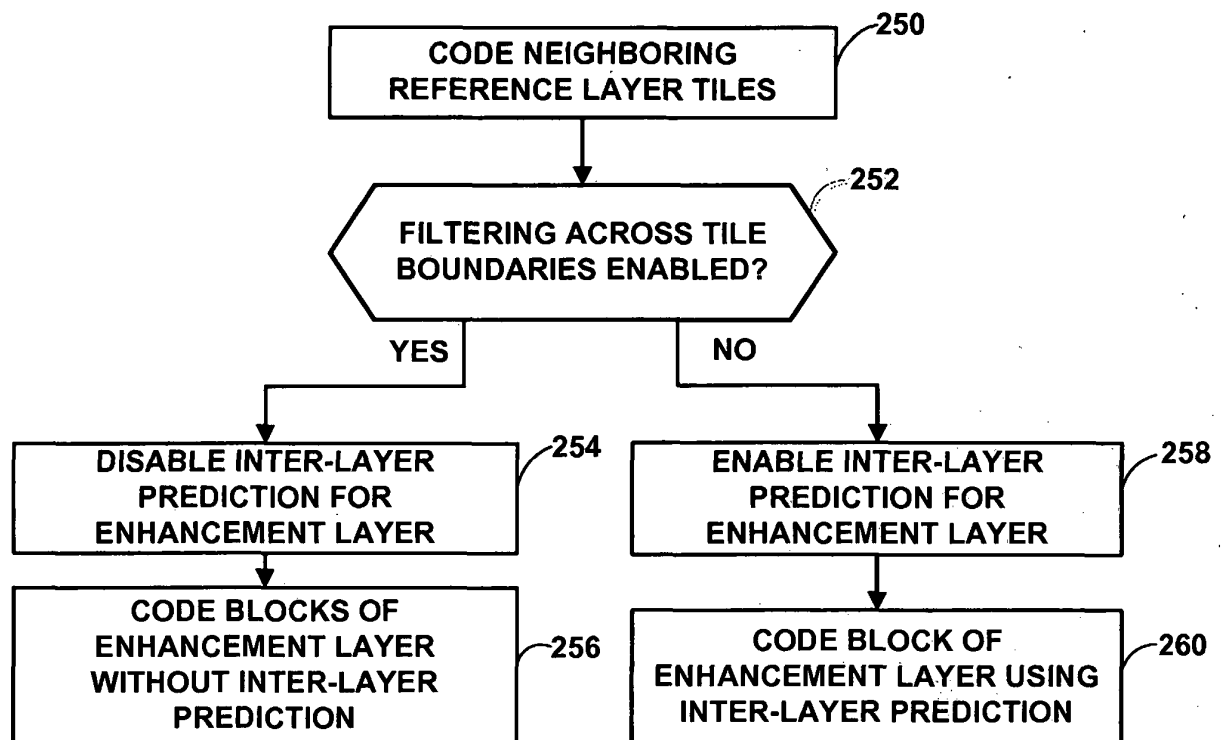 250
CODE NEIGHBORING
REFERENCE LAYER TILES
252
FILTERING ACROSS TILE
BOUNDARIES ENABLED?
YES
NO
254
DISABLE INTER-LAYER
PREDICTION FOR
ENHANCEMENT LAYER
258
ENABLE INTER-LAYER
PREDICTION FOR
ENHANCEMENT LAYER
256
CODE BLOCKS OF
ENHANCEMENT LAYER
WITHOUT INTER-LAYER
PREDICTION
260
CODE BLOCK OF
ENHANCEMENT LAYER USING
INTER-LAYER PREDICTION